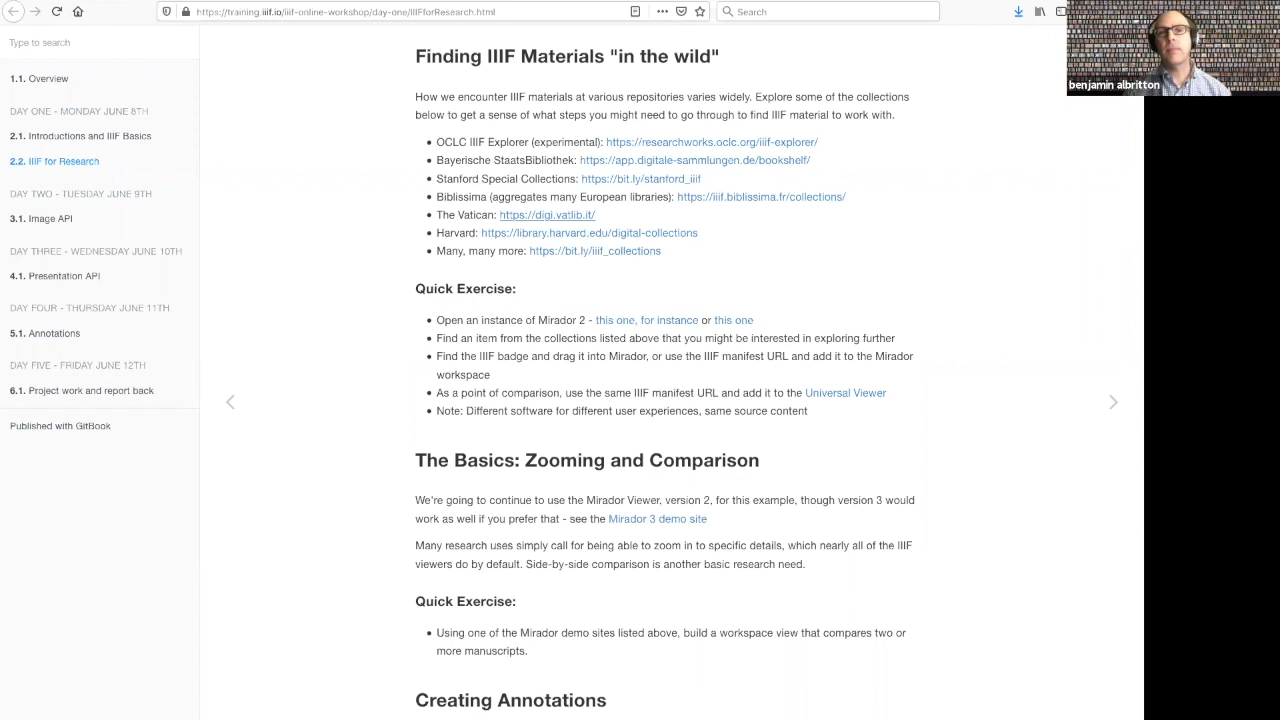 https://training.iiif.io/iiif-online-workshop/day-one/IIIFforResearch.html
Search
benjamin albritton
Type to search
1.1. Overview
DAY ONE - MONDAY JUNE 8TH
2.1. Introductions and IIIF Basics
2.2. IIIF for Research
DAY TWO - TUESDAY JUNE 9TH
3.1. Image API
DAY THREE - WEDNESDAY JUNE 10TH
4.1. Presentation API
DAY FOUR - THURSDAY JUNE 11TH
5.1. Annotations
DAY FIVE - FRIDAY JUNE 12TH
6.1. Project work and report back
Published with GitBook
Finding IIIF Materials "in the wild"
How we encounter IIIF materials at various repositories varies widely. Explore some of the collections
below to get a sense of what steps you might need to go through to find IIIF material to work with.
• OCLC IIIF Explorer (experimental): https://researchworks.oclc.org/iiif-explorer/
• Bayerische StaatsBibliothek: https://app.digitale-sammlungen.de/bookshelf/
• Stanford Special Collections: https://bit.ly/stanford_iiif
• Biblissima (aggregates many European libraries): https://iiif.biblissima.fr/collections/
• The Vatican: https://digi.vatlib.it/
• Harvard: https://library.harvard.edu/digital-collections
• Many, many more: https://bit.ly/iiif_collections
Quick Exercise:
• Open an instance of Mirador 2 - this one, for instance or this one
• Find an item from the collections listed above that you might be interested in exploring further
• Find the IIIF badge and drag it into Mirador, or use the IIIF manifest URL and add it to the Mirador
workspace
• As a point of comparison, use the same IIIF manifest URL and add it to the Universal Viewer
• Note: Different software for different user experiences, same source content
The Basics: Zooming and Comparison
We're going to continue to use the Mirador Viewer, version 2, for this example, though version 3 would
work as well if you prefer that - see the Mirador 3 demo site
Many research uses simply call for being able to zoom in to specific details, which nearly all of the IIIF
viewers do by default. Side-by-side comparison is another basic research need.
Quick Exercise:
• Using one of the Mirador demo sites listed above, build a workspace view that compares two or
more manuscripts.
Creating Annotations